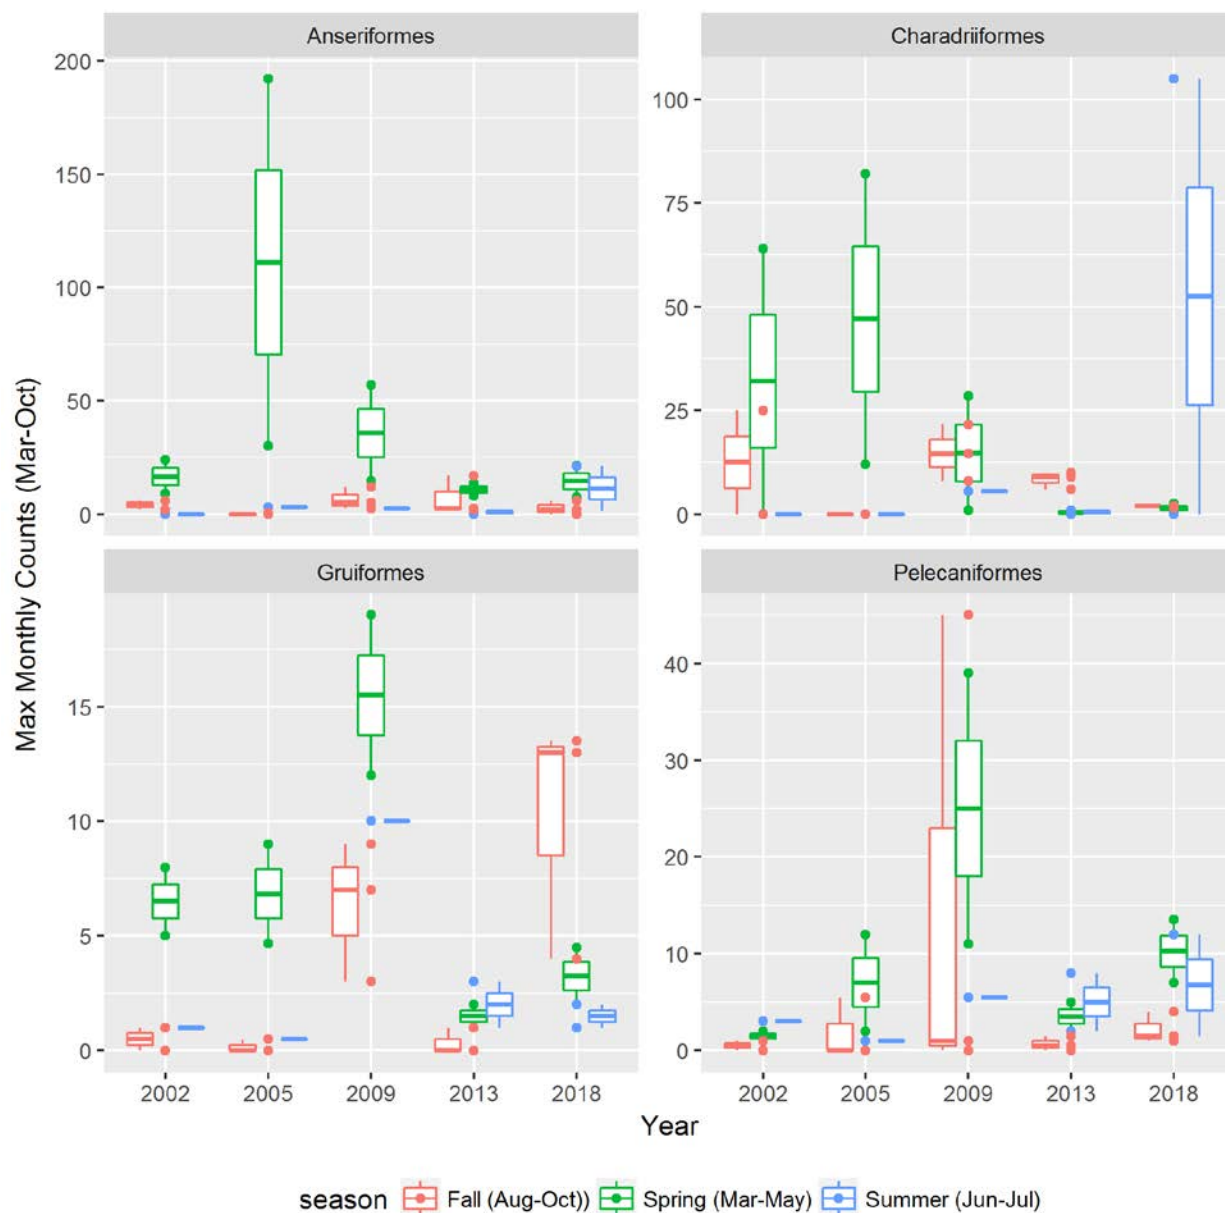 Anseriformes
Charadriiformes
200
150
100
50
0
100
75
50
25
0
Gruiformes
Pelecaniformes
15
10
5
0
40
30
20
10
0
Max Monthly Counts (Mar-Oct)
2002 2005 2009 2013 2018
2002 2005 2009 2013 2018
Year
season Fall (Aug-Oct)) Spring (Mar-May) Summer (Jun-Jul)